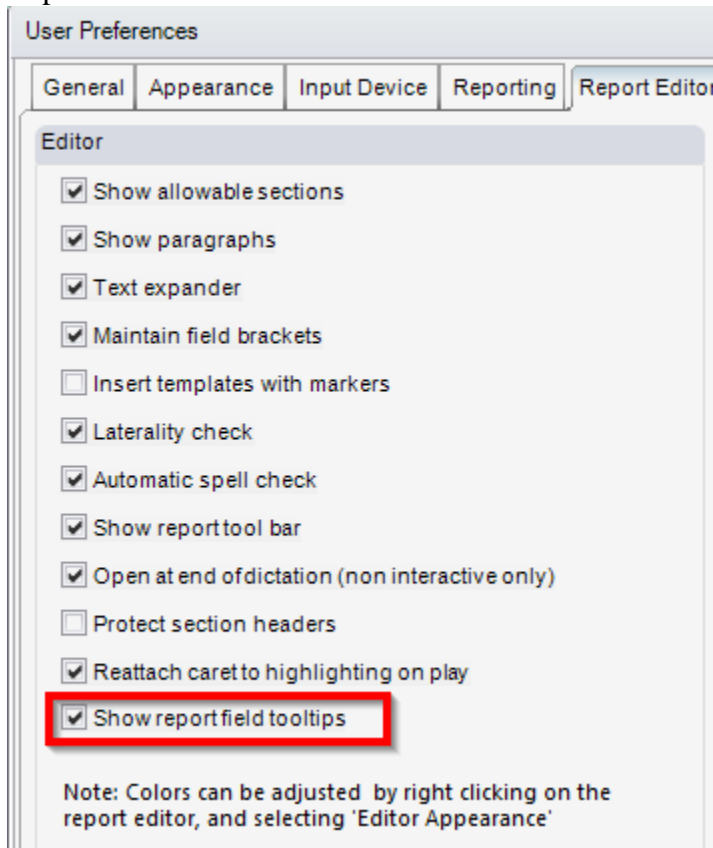 User Preferences
General Appearance Input Device Reporting Report Editor
Editor
Show allowable sections
Show paragraphs
Text expander
Maintain field brackets
Insert templates with markers
Laterality check
Automatic spell check
Show report tool bar
Open at end of dictation (non interactive only)
Protect section headers
Reattach caret to highlighting on play
Show report field tooltips
Note: Colors can be adjusted by right clicking on the
report editor, and selecting 'Editor Appearance'